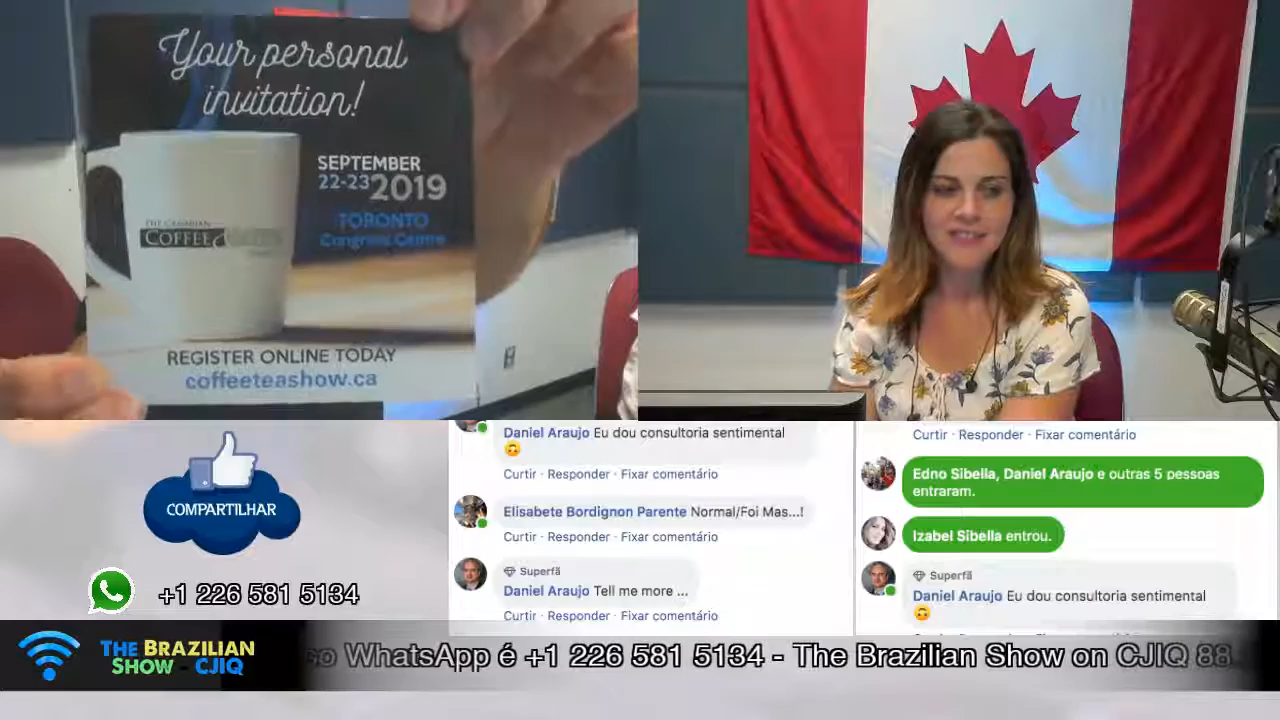 Your personal
invitation!
SEPTEMBER
22-23 2019
TORONTO
Congress Centre
THE CANADIAN
COFFEE &
REGISTER ONLINE TODAY
coffeeteashow.ca
COMPARTILHAR
+1 226 581 5134
Daniel Araujo Eu dou consultoria sentimental
🙃
Curtir · Responder · Fixar comentário
Elisabete Bordignon Parente Normal/Foi Mas...!
Curtir · Responder · Fixar comentário
Superfã
Daniel Araujo Tell me more ...
Curtir · Responder · Fixar comentário
Curtir · Responder · Fixar comentário
Edno Sibella, Daniel Araujo e outras 5 pessoas
entraram.
Izabel Sibella entrou.
Superfã
Daniel Araujo Eu dou consultoria sentimental
🙃
THE BRAZILIAN
SHOW - CJIQ
WhatsApp é +1 226 581 5134 - The Brazilian Show on CJIQ 88